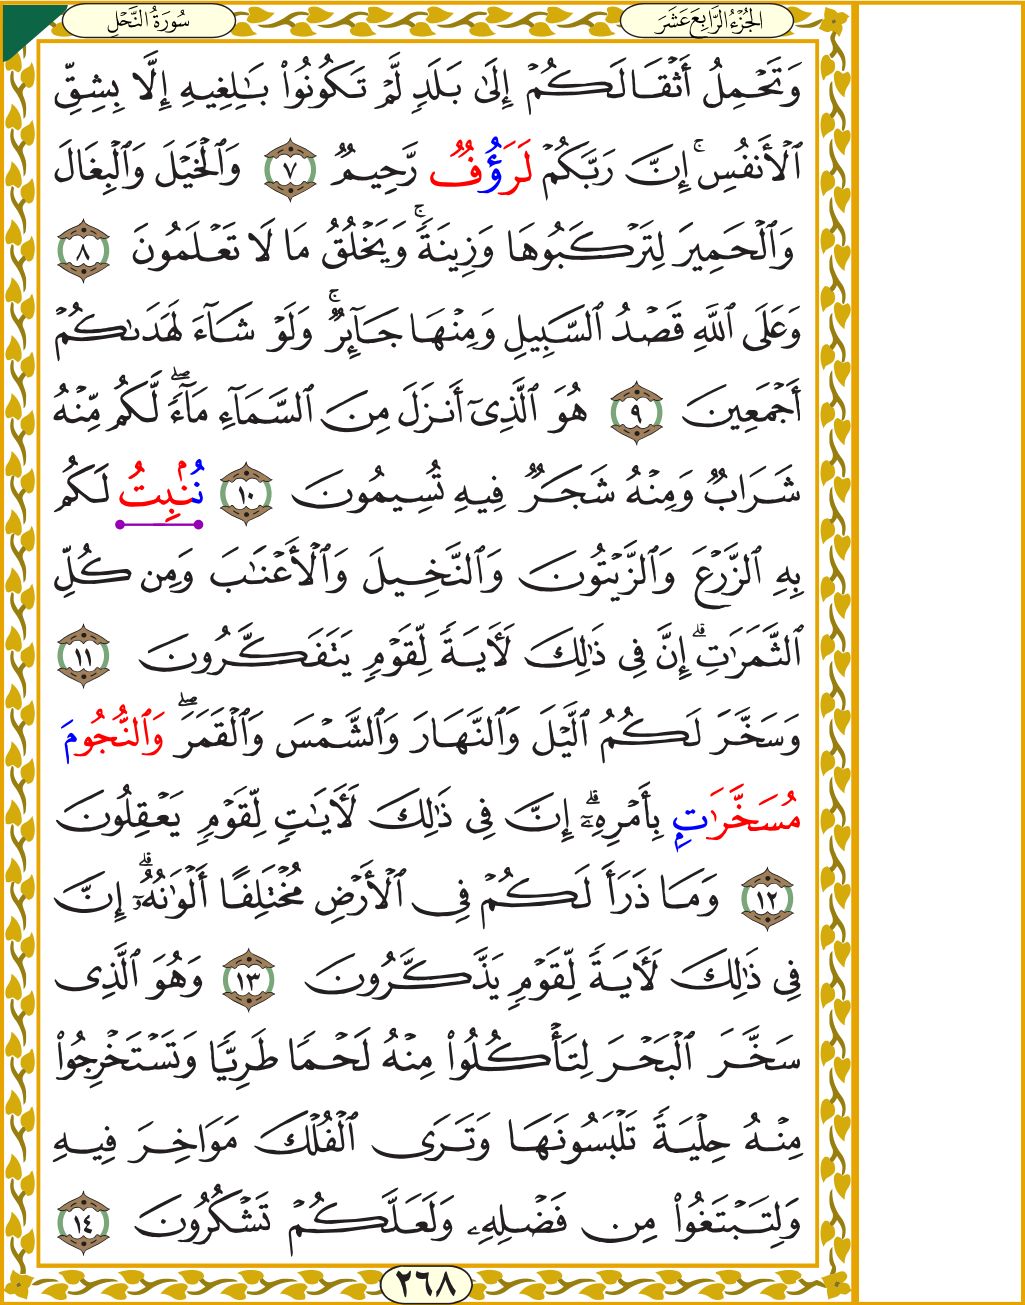 سُورَةُ النَّحْلِ
الجُزْءُ الرَّابِعَ عَشَرَ
وَتَحْمِلُ أَثْقَالَكُمْ إِلَىٰ بَلَدٍ لَّمْ تَكُونُوا۟ بَـٰلِغِيهِ إِلَّا بِشِقِّ
ٱلْأَنفُسِ ۚ إِنَّ رَبَّكُمْ لَرَؤُفٌ رَّحِيمٌ ٧ وَٱلْخَيْلَ وَٱلْبِغَالَ
وَٱلْحَمِيرَ لِتَرْكَبُوهَا وَزِينَةً ۚ وَيَخْلُقُ مَا لَا تَعْلَمُونَ ٨
وَعَلَى ٱللَّهِ قَصْدُ ٱلسَّبِيلِ وَمِنْهَا جَآئِرٌ ۚ وَلَوْ شَآءَ لَهَدَىٰكُمْ
أَجْمَعِينَ ٩ هُوَ ٱلَّذِىٓ أَنزَلَ مِنَ ٱلسَّمَآءِ مَآءً ۖ لَّكُم مِّنْهُ
شَرَابٌ وَمِنْهُ شَجَرٌ فِيهِ تُسِيمُونَ ١٠ نُنۢبِتُ لَكُم
بِهِ ٱلزَّرْعَ وَٱلزَّيْتُونَ وَٱلنَّخِيلَ وَٱلْأَعْنَـٰبَ وَمِن كُلِّ
ٱلثَّمَرَٰتِ ۗ إِنَّ فِى ذَٰلِكَ لَـَٔايَةً لِّقَوْمٍ يَتَفَكَّرُونَ ١١
وَسَخَّرَ لَكُمُ ٱلَّيْلَ وَٱلنَّهَارَ وَٱلشَّمْسَ وَٱلْقَمَرَ ۖ وَٱلنُّجُومَ
مُسَخَّرَٰتٍۭ بِأَمْرِهِۦٓ ۗ إِنَّ فِى ذَٰلِكَ لَـَٔايَـٰتٍ لِّقَوْمٍ يَعْقِلُونَ
١٢ وَمَا ذَرَأَ لَكُمْ فِى ٱلْأَرْضِ مُخْتَلِفًا أَلْوَٰنُهُۥٓ ۗ إِنَّ
فِى ذَٰلِكَ لَـَٔايَةً لِّقَوْمٍ يَذَّكَّرُونَ ١٣ وَهُوَ ٱلَّذِى
سَخَّرَ ٱلْبَحْرَ لِتَأْكُلُوا۟ مِنْهُ لَحْمًا طَرِيًّا وَتَسْتَخْرِجُوا۟
مِنْهُ حِلْيَةً تَلْبَسُونَهَا وَتَرَى ٱلْفُلْكَ مَوَاخِرَ فِيهِ
وَلِتَبْتَغُوا۟ مِن فَضْلِهِۦ وَلَعَلَّكُمْ تَشْكُرُونَ ١٤
٢٦٨